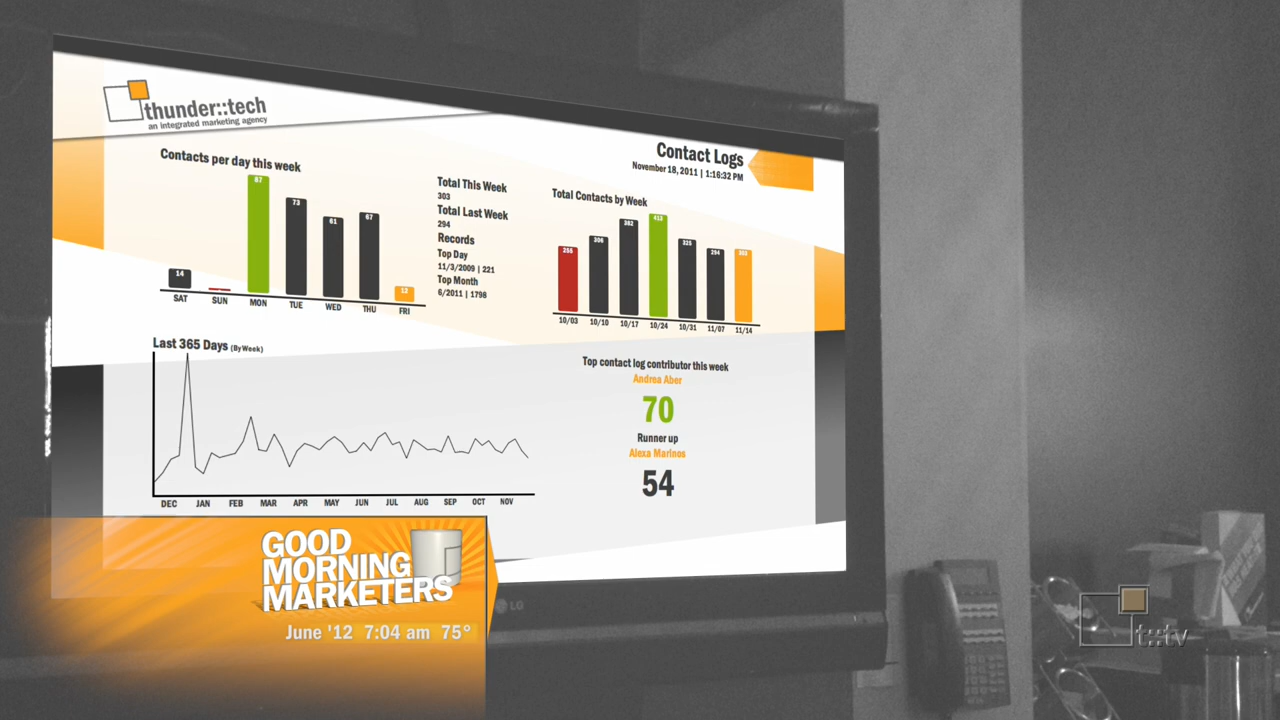 thunder::tech
an integrated marketing agency
Contact Logs
November 18, 2011 | 1:16:32 PM
Contacts per day this week
87
73
61
67
14
12
SAT SUN MON TUE WED THU FRI
Total This Week
303
Total Last Week
294
Records
Top Day
11/3/2009 | 221
Top Month
6/2011 | 1798
Total Contacts by Week
255
306
382
413
325
294
303
10/03 10/10 10/17 10/24 10/31 11/07 11/14
Last 365 Days (By Week)
DEC JAN FEB MAR APR MAY JUN JUL AUG SEP OCT NOV
Top contact log contributor this week
Andrea Aber
70
Runner up
Alexa Marinos
54
GOOD
MORNING
MARKETERS
June '12 7:04 am 75°
LG
t::tv